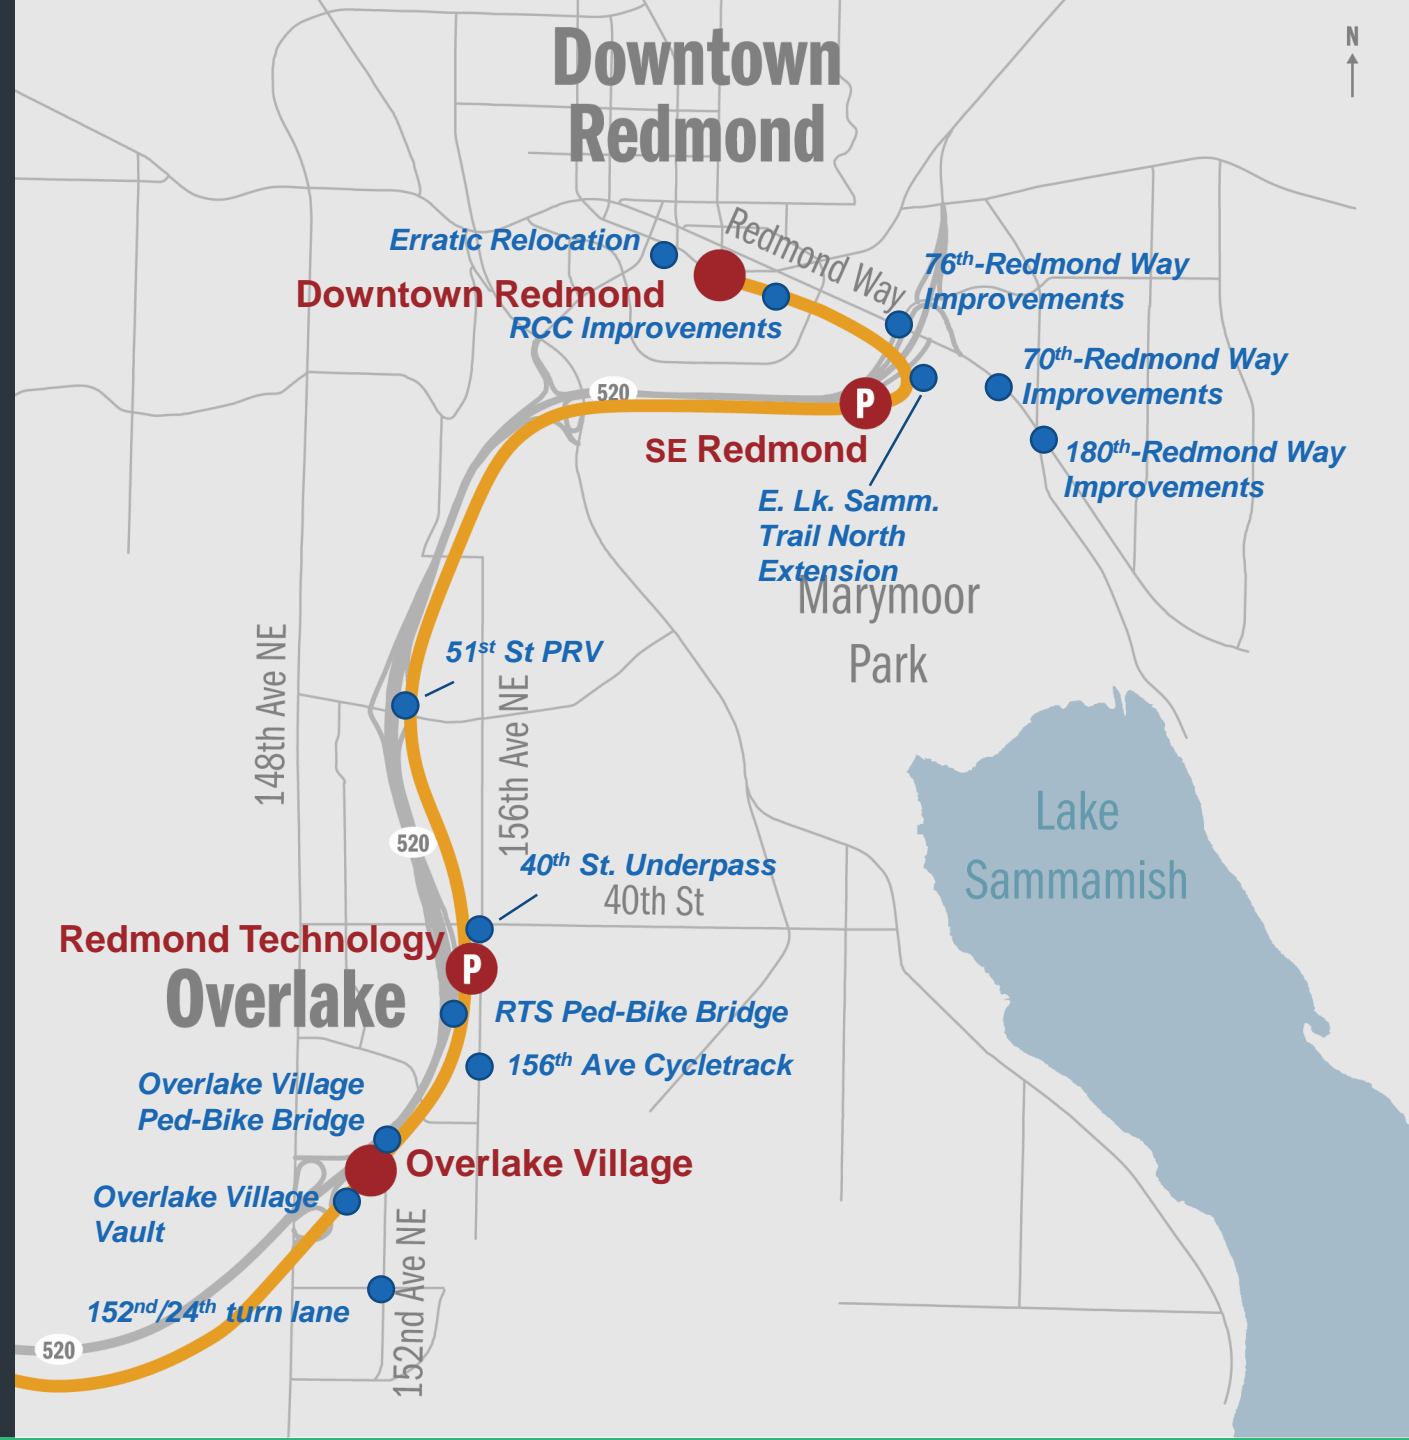 Downtown
Redmond
N
Redmond Way
Erratic Relocation
76th-Redmond Way
Improvements
Downtown Redmond
RCC Improvements
70th-Redmond Way
Improvements
520
P
SE Redmond
180th-Redmond Way
Improvements
E. Lk. Samm.
Trail North
Extension
Marymoor
Park
148th Ave NE
51st St PRV
156th Ave NE
Lake
Sammamish
520
40th St. Underpass
40th St
Redmond Technology
P
Overlake
RTS Ped-Bike Bridge
156th Ave Cycletrack
Overlake Village
Ped-Bike Bridge
Overlake Village
Overlake Village
Vault
152nd Ave NE
152nd/24th turn lane
520